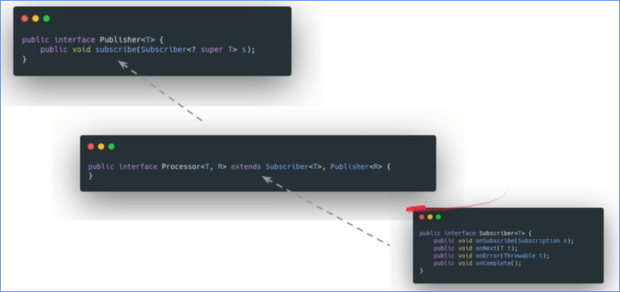 public interface Publisher<T> {
public void subscribe(Subscriber<? super T> s);
}
public interface Processor<T, R> extends Subscriber<T>, Publisher<R> {
}
public interface Subscriber<T> {
public void onSubscribe(Subscription s);
public void onNext(T t);
public void onError(Throwable t);
public void onComplete();
}